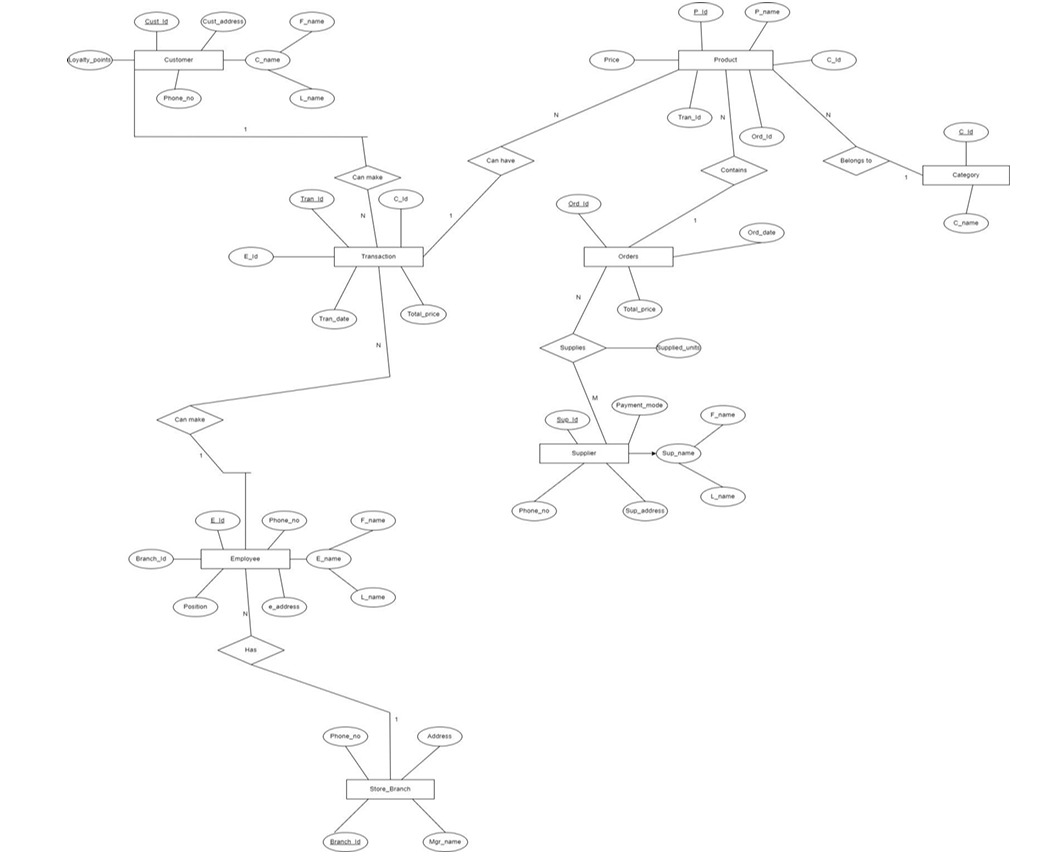 P_Id
P_name
Cust_Id
Cust_address
F_name
Loyalty_points
Customer
C_name
Price
Product
C_Id
Phone_no
L_name
Tran_Id
N
N
N
Ord_Id
1
C_Id
Can have
Belongs to
Contains
Category
1
Can make
Tran_Id
C_Id
Ord_Id
N
1
1
C_name
Ord_date
E_Id
Transaction
Orders
N
Tran_date
Total_price
Total_price
N
Supplies
Supplied_units
M
Payment_mode
F_name
Can make
Sup_Id
1
Supplier
Sup_name
L_name
Phone_no
Sup_address
E_Id
Phone_no
F_name
Branch_Id
Employee
E_name
L_name
Position
e_address
N
Has
1
Phone_no
Address
Store_Branch
Branch_Id
Mgr_name